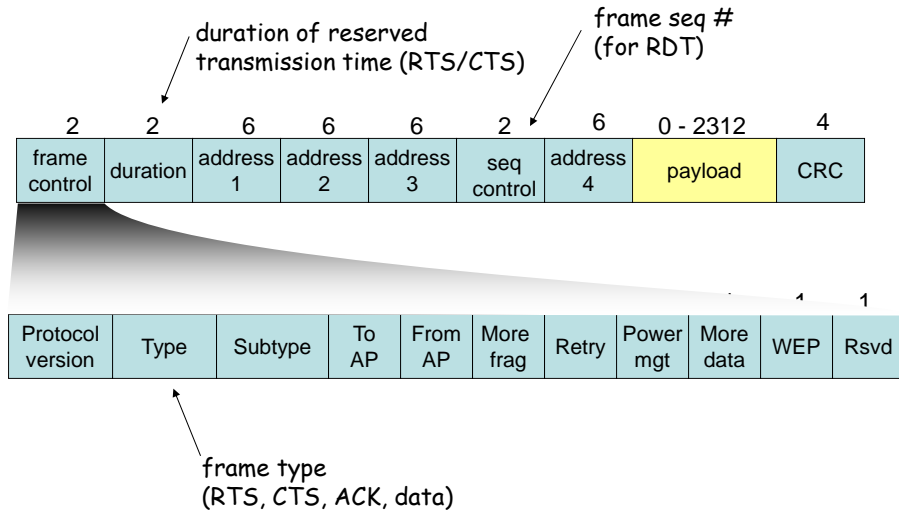 duration of reserved
transmission time (RTS/CTS)
frame seq #
(for RDT)
2 2 6 6 6 2 6 0 - 2312 4
frame control
duration
address 1
address 2
address 3
seq control
address 4
payload
CRC
1
Protocol version
Type
Subtype
To AP
From AP
More frag
Retry
Power mgt
More data
WEP
Rsvd
frame type
(RTS, CTS, ACK, data)